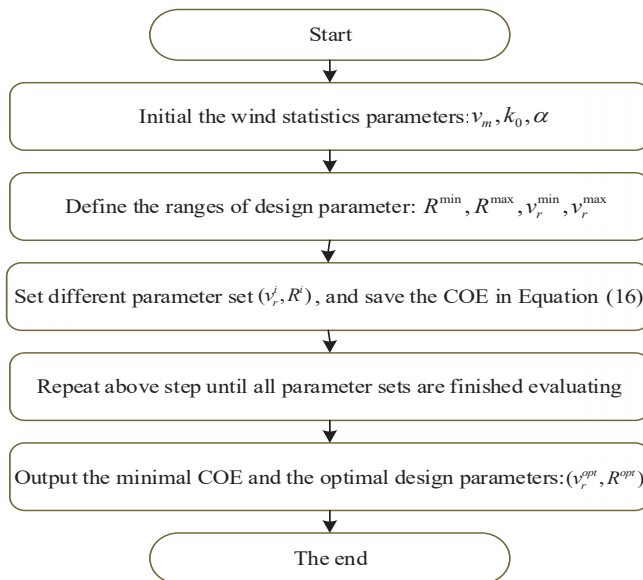 Start
Initial the wind statistics parameters: v_m, k_0, α
Define the ranges of design parameter: R^min, R^max, v_r^min, v_r^max
Set different parameter set (v_r^i, R^i), and save the COE in Equation (16)
Repeat above step until all parameter sets are finished evaluating
Output the minimal COE and the optimal design parameters: (v_r^opt, R^opt)
The end